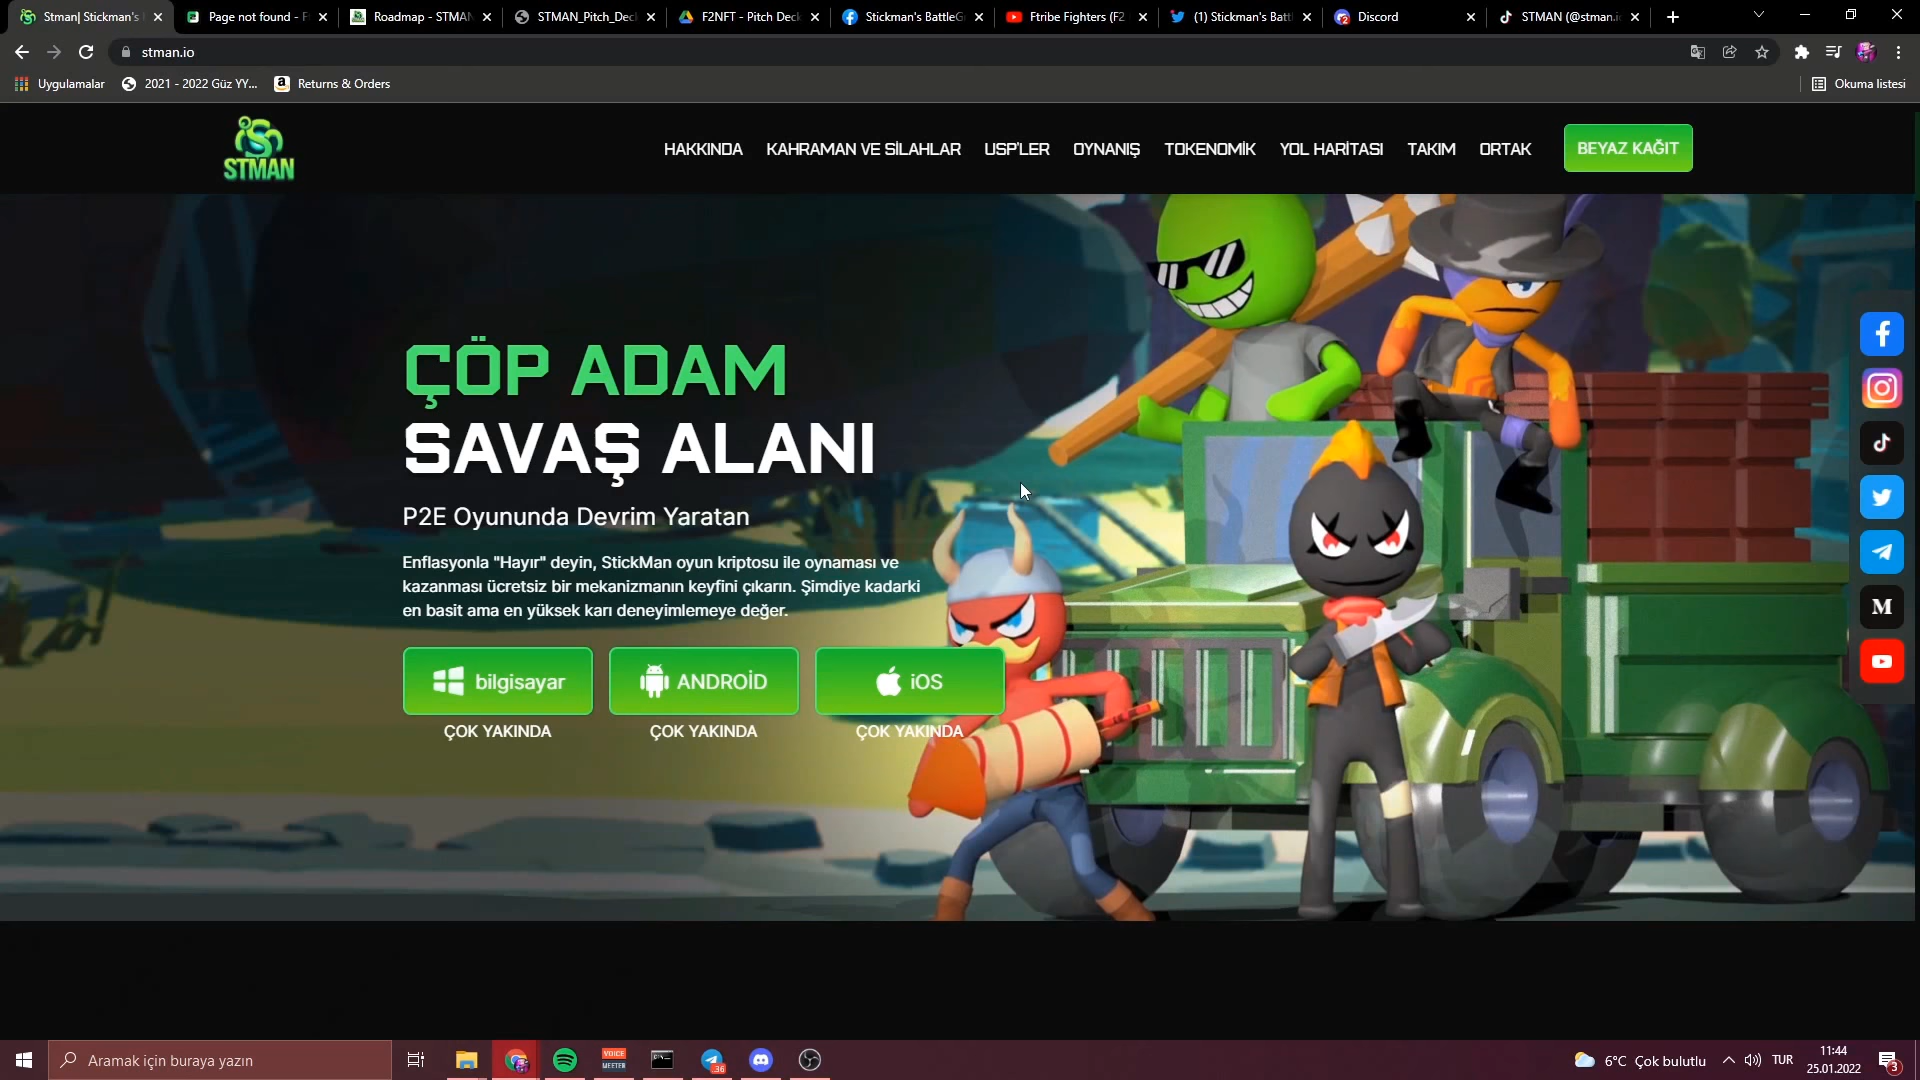 Stman| Stickman's
Page not found - F
Roadmap - STMAN
STMAN_Pitch_Dec
F2NFT - Pitch Deck
Stickman's BattleG
Ftribe Fighters (F2
(1) Stickman's Batt
Discord
STMAN (@stman.i
stman.io
Uygulamalar
2021 - 2022 Güz YY...
Returns & Orders
Okuma listesi
STMAN
HAKKINDA
KAHRAMAN VE SİLAHLAR
USP'LER
OYNANIŞ
TOKENOMİK
YOL HARİTASI
TAKIM
ORTAK
BEYAZ KAĞIT
ÇÖP ADAM
SAVAŞ ALANI
P2E Oyununda Devrim Yaratan
Enflasyonla "Hayır" deyin, StickMan oyun kriptosu ile oynaması ve
kazanması ücretsiz bir mekanizmanın keyfini çıkarın. Şimdiye kadarki
en basit ama en yüksek karı deneyimlemeye değer.
bilgisayar
ANDROİD
iOS
ÇOK YAKINDA
ÇOK YAKINDA
ÇOK YAKINDA
Aramak için buraya yazın
VOICE
MEETER
36
6°C Çok bulutlu
TUR
11:44
25.01.2022
3